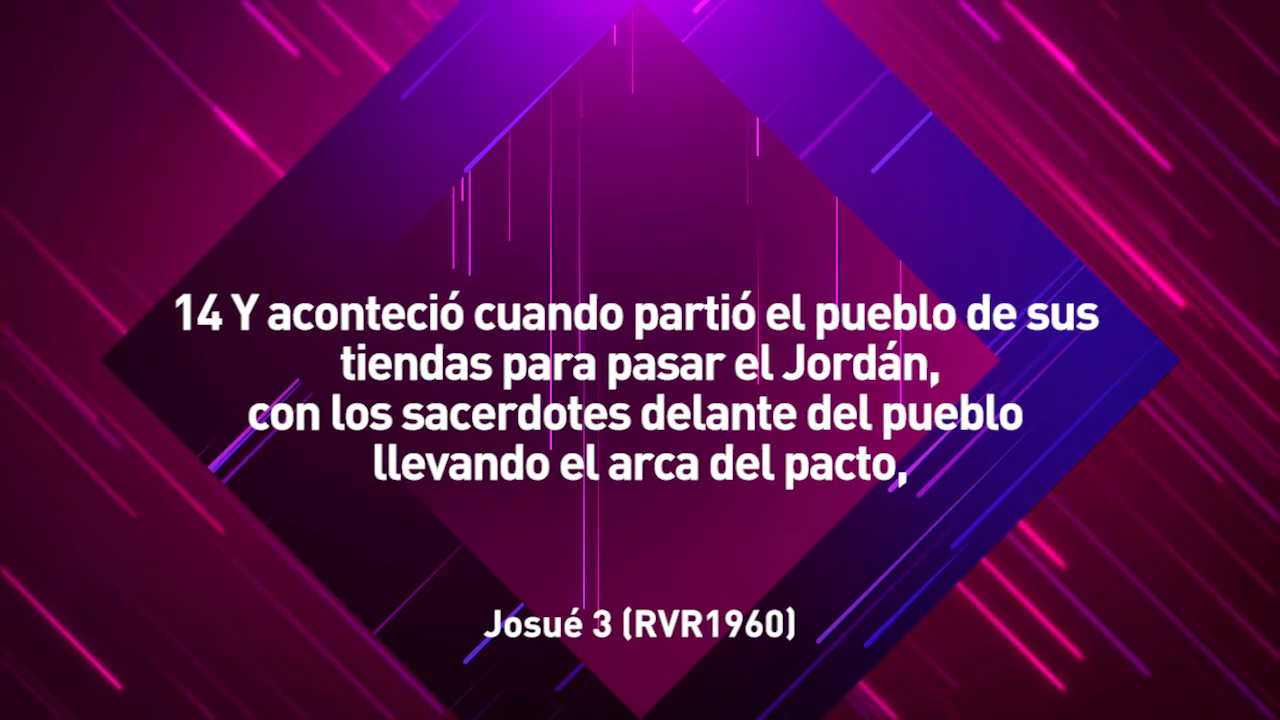 14 Y aconteció cuando partió el pueblo de sus
tiendas para pasar el Jordán,
con los sacerdotes delante del pueblo
llevando el arca del pacto,
Josué 3 (RVR1960)